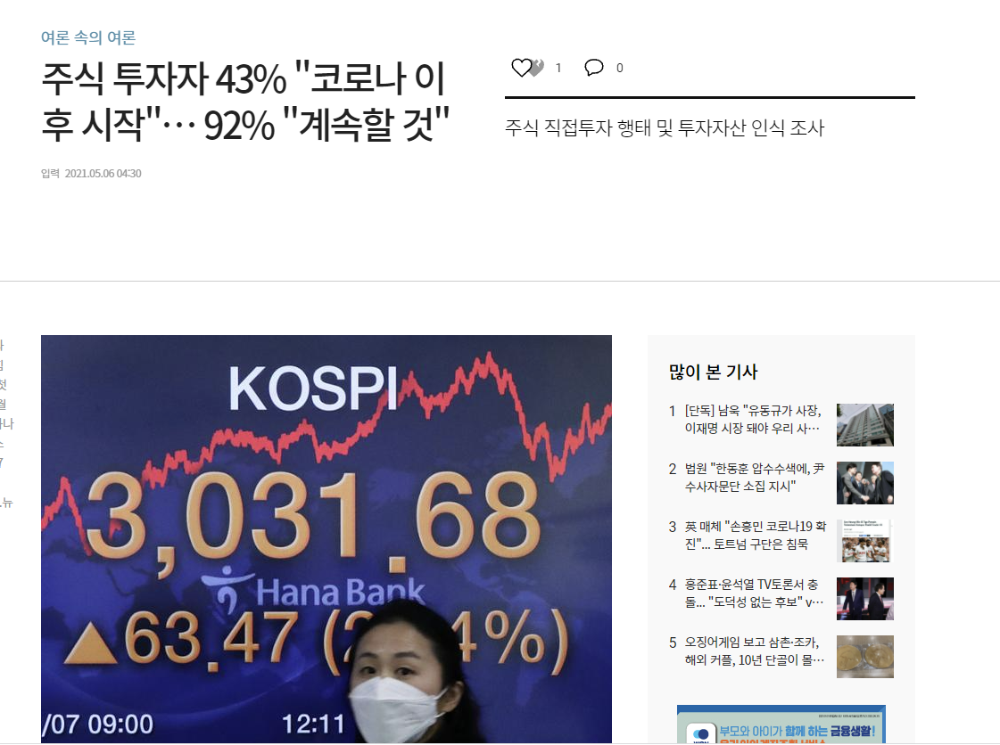 여론 속의 여론
주식 투자자 43% "코로나 이
후 시작"… 92% "계속할 것"
입력 2021.05.06 04:30
1
0
주식 직접투자 행태 및 투자자산 인식 조사
KOSPI
3,031.68
Hana Bank
▲63.47 (2 4%)
/07 09:00
12:11
많이 본 기사
1 [단독] 남욱 "유동규가 사장,
이재명 시장 돼야 우리 사…
2 법원 "한동훈 압수수색에, 尹
수사자문단 소집 지시"
3 英 매체 "손흥민 코로나19 확
진"... 토트넘 구단은 침묵
4 홍준표·윤석열 TV토론서 충
돌... "도덕성 없는 후보" v…
5 오징어게임 보고 삼촌·조카,
해외 커플, 10년 단골이 몰…
부모와 아이가 함께 하는 금융생활!